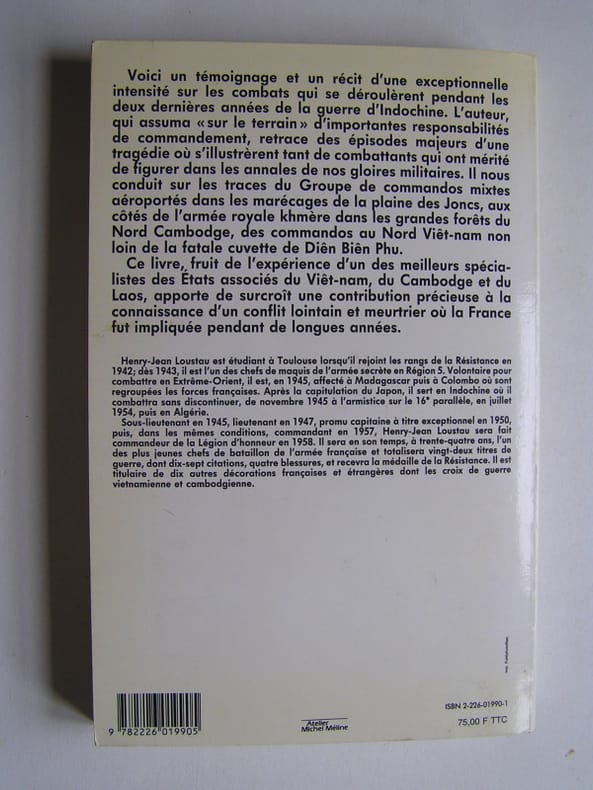 Voici un témoignage et un récit d'une exceptionnelle
intensité sur les combats qui se déroulèrent pendant les
deux dernières années de la guerre d'Indochine. L'auteur,
qui assuma « sur le terrain » d'importantes responsabilités
de commandement, retrace des épisodes majeurs d'une
tragédie où s'illustrèrent tant de combattants qui ont mérité
de figurer dans les annales de nos gloires militaires. Il nous
conduit sur les traces du Groupe de commandos mixtes
aéroportés dans les marécages de la plaine des Joncs, aux
côtés de l'armée royale khmère dans les grandes forêts du
Nord Cambodge, des commandos au Nord Viêt-nam non
loin de la fatale cuvette de Diên Biên Phu.
Ce livre, fruit de l'expérience d'un des meilleurs spécia-
listes des États associés du Viêt-nam, du Cambodge et du
Laos, apporte de surcroît une contribution précieuse à la
connaissance d'un conflit lointain et meurtrier où la France
fut impliquée pendant de longues années.
Henry-Jean Loustau est étudiant à Toulouse lorsqu'il rejoint les rangs de la Résistance en
1942; dès 1943, il est l'un des chefs de maquis de l'armée secrète en Région 5. Volontaire pour
combattre en Extrême-Orient, il est, en 1945, affecté à Madagascar puis à Colombo où sont
regroupées les forces françaises. Après la capitulation du Japon, il sert en Indochine où il
combattra sans discontinuer, de novembre 1945 à l'armistice sur le 16e parallèle, en juillet
1954, puis en Algérie.
Sous-lieutenant en 1945, lieutenant en 1947, promu capitaine à titre exceptionnel en 1950,
puis, dans les mêmes conditions, commandant en 1957, Henry-Jean Loustau sera fait
commandeur de la Légion d'honneur en 1958. Il sera en son temps, à trente-quatre ans, l'un
des plus jeunes chefs de bataillon de l'armée française et totalisera vingt-deux titres de
guerre, dont dix-sept citations, quatre blessures, et recevra la médaille de la Résistance. Il est
titulaire de dix autres décorations françaises et étrangères dont les croix de guerre
vietnamienne et cambodgienne.
ISBN 2-226-01990-1
75,00 F TTC
9 782226 019905
Atelier
Michel Méline